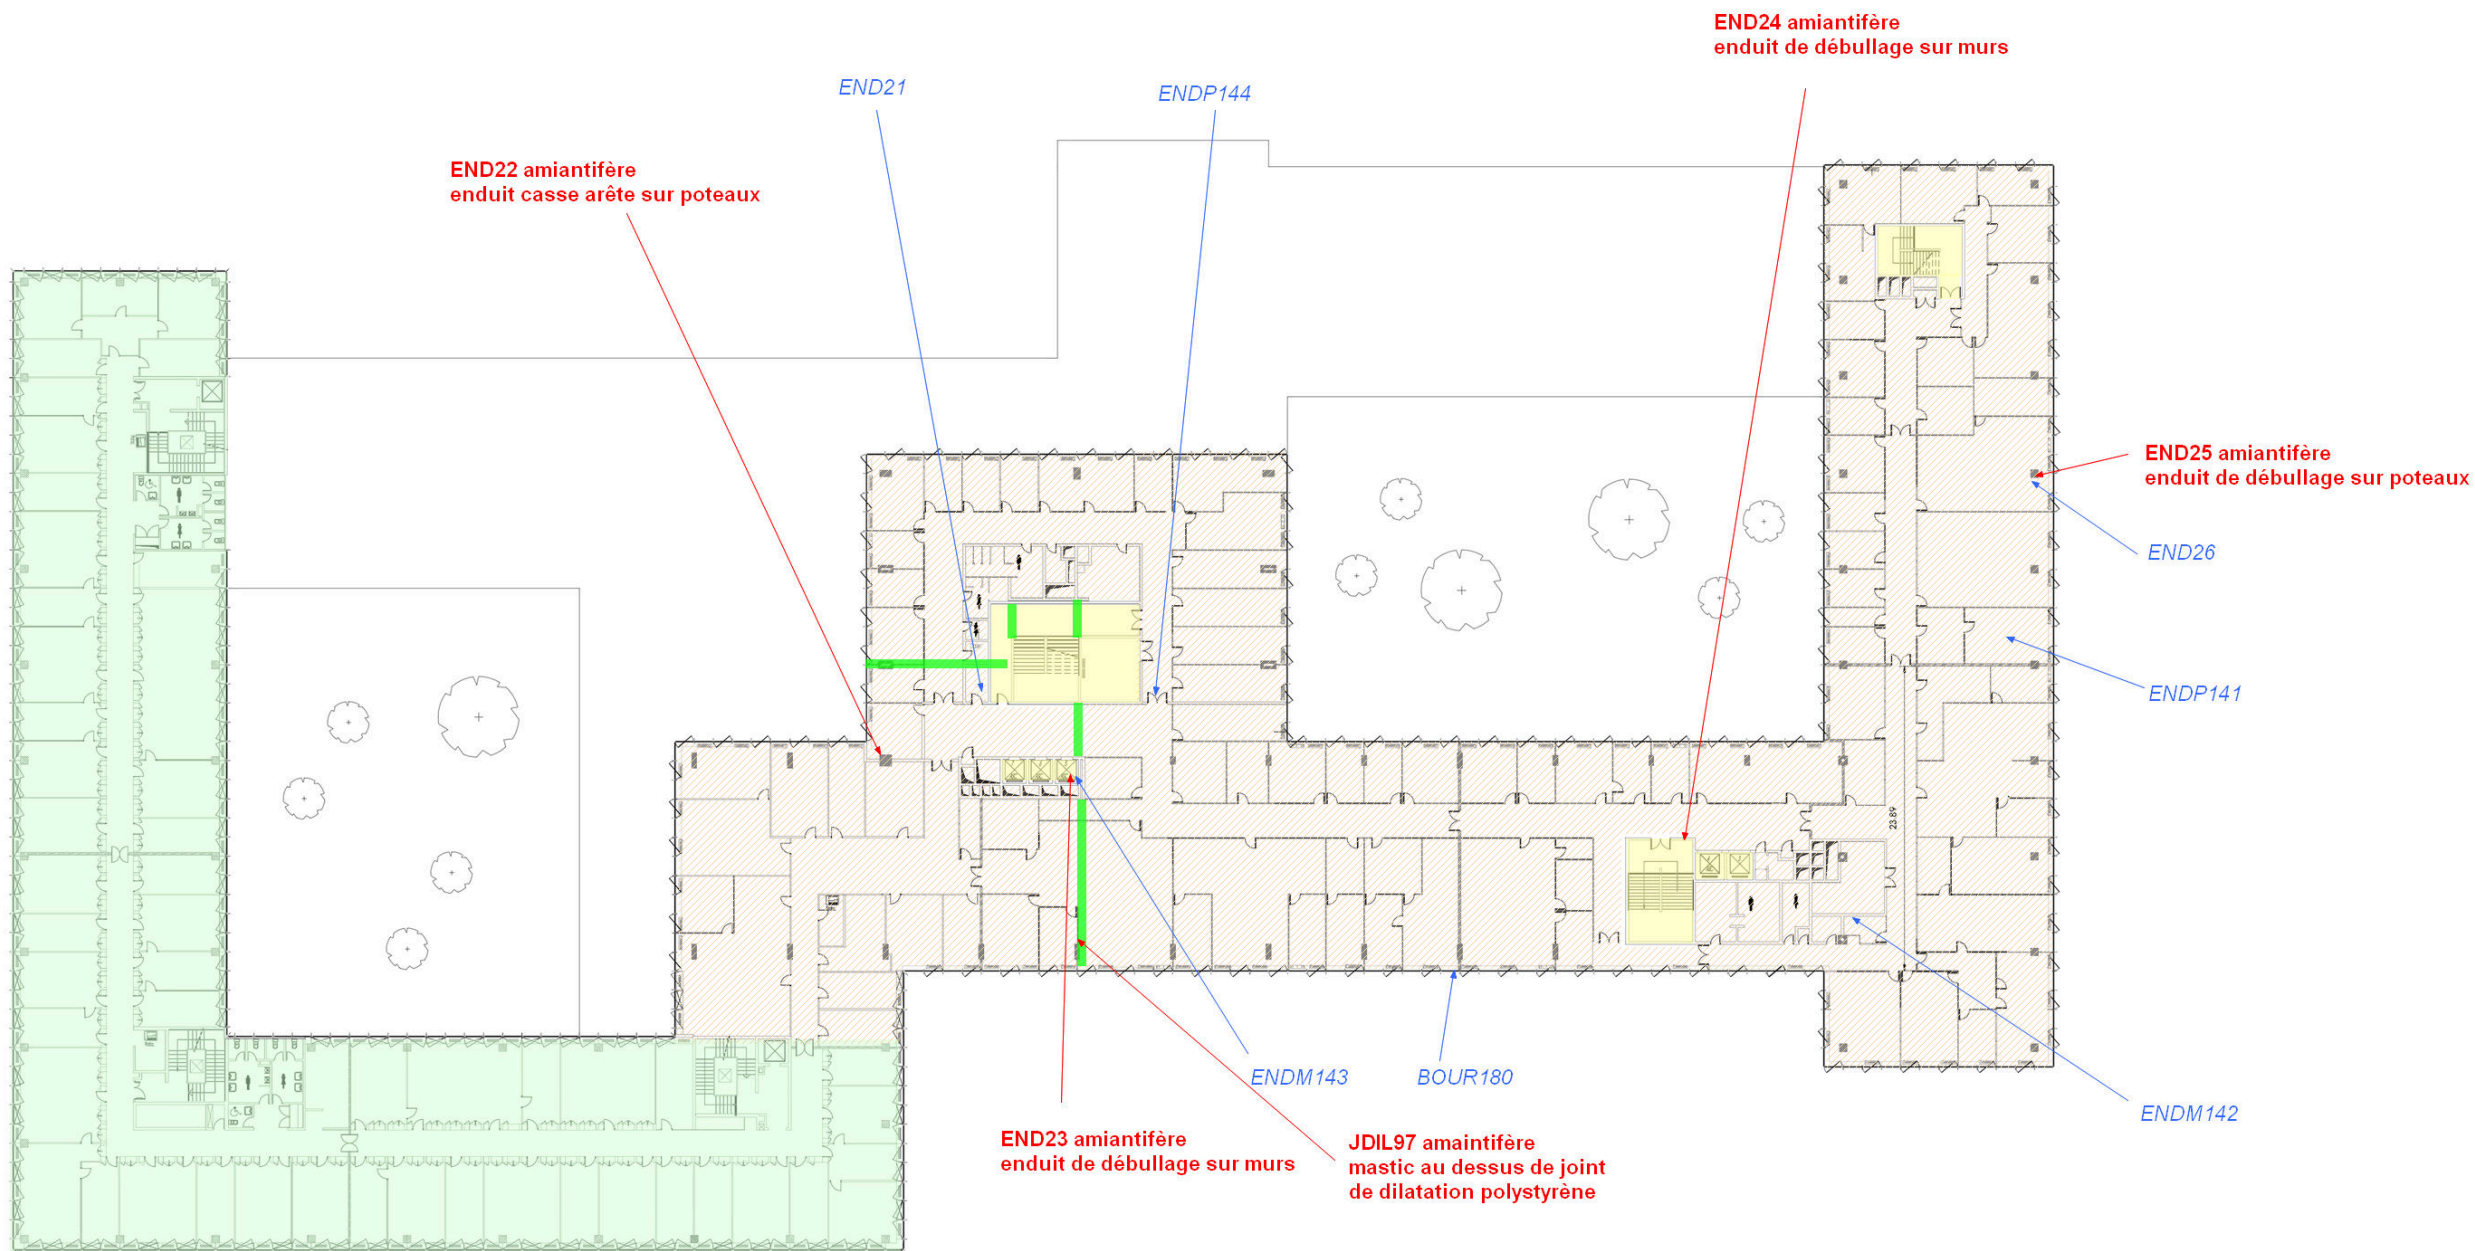 END24 amiantifère
enduit de débullage sur murs
END21
ENDP144
END22 amiantifère
enduit casse arête sur poteaux
END25 amiantifère
enduit de débullage sur poteaux
END26
ENDP141
23.89
ENDM143
BOUR180
ENDM142
END23 amiantifère
enduit de débullage sur murs
JDIL97 amaintifère
mastic au dessus de joint
de dilatation polystyrène